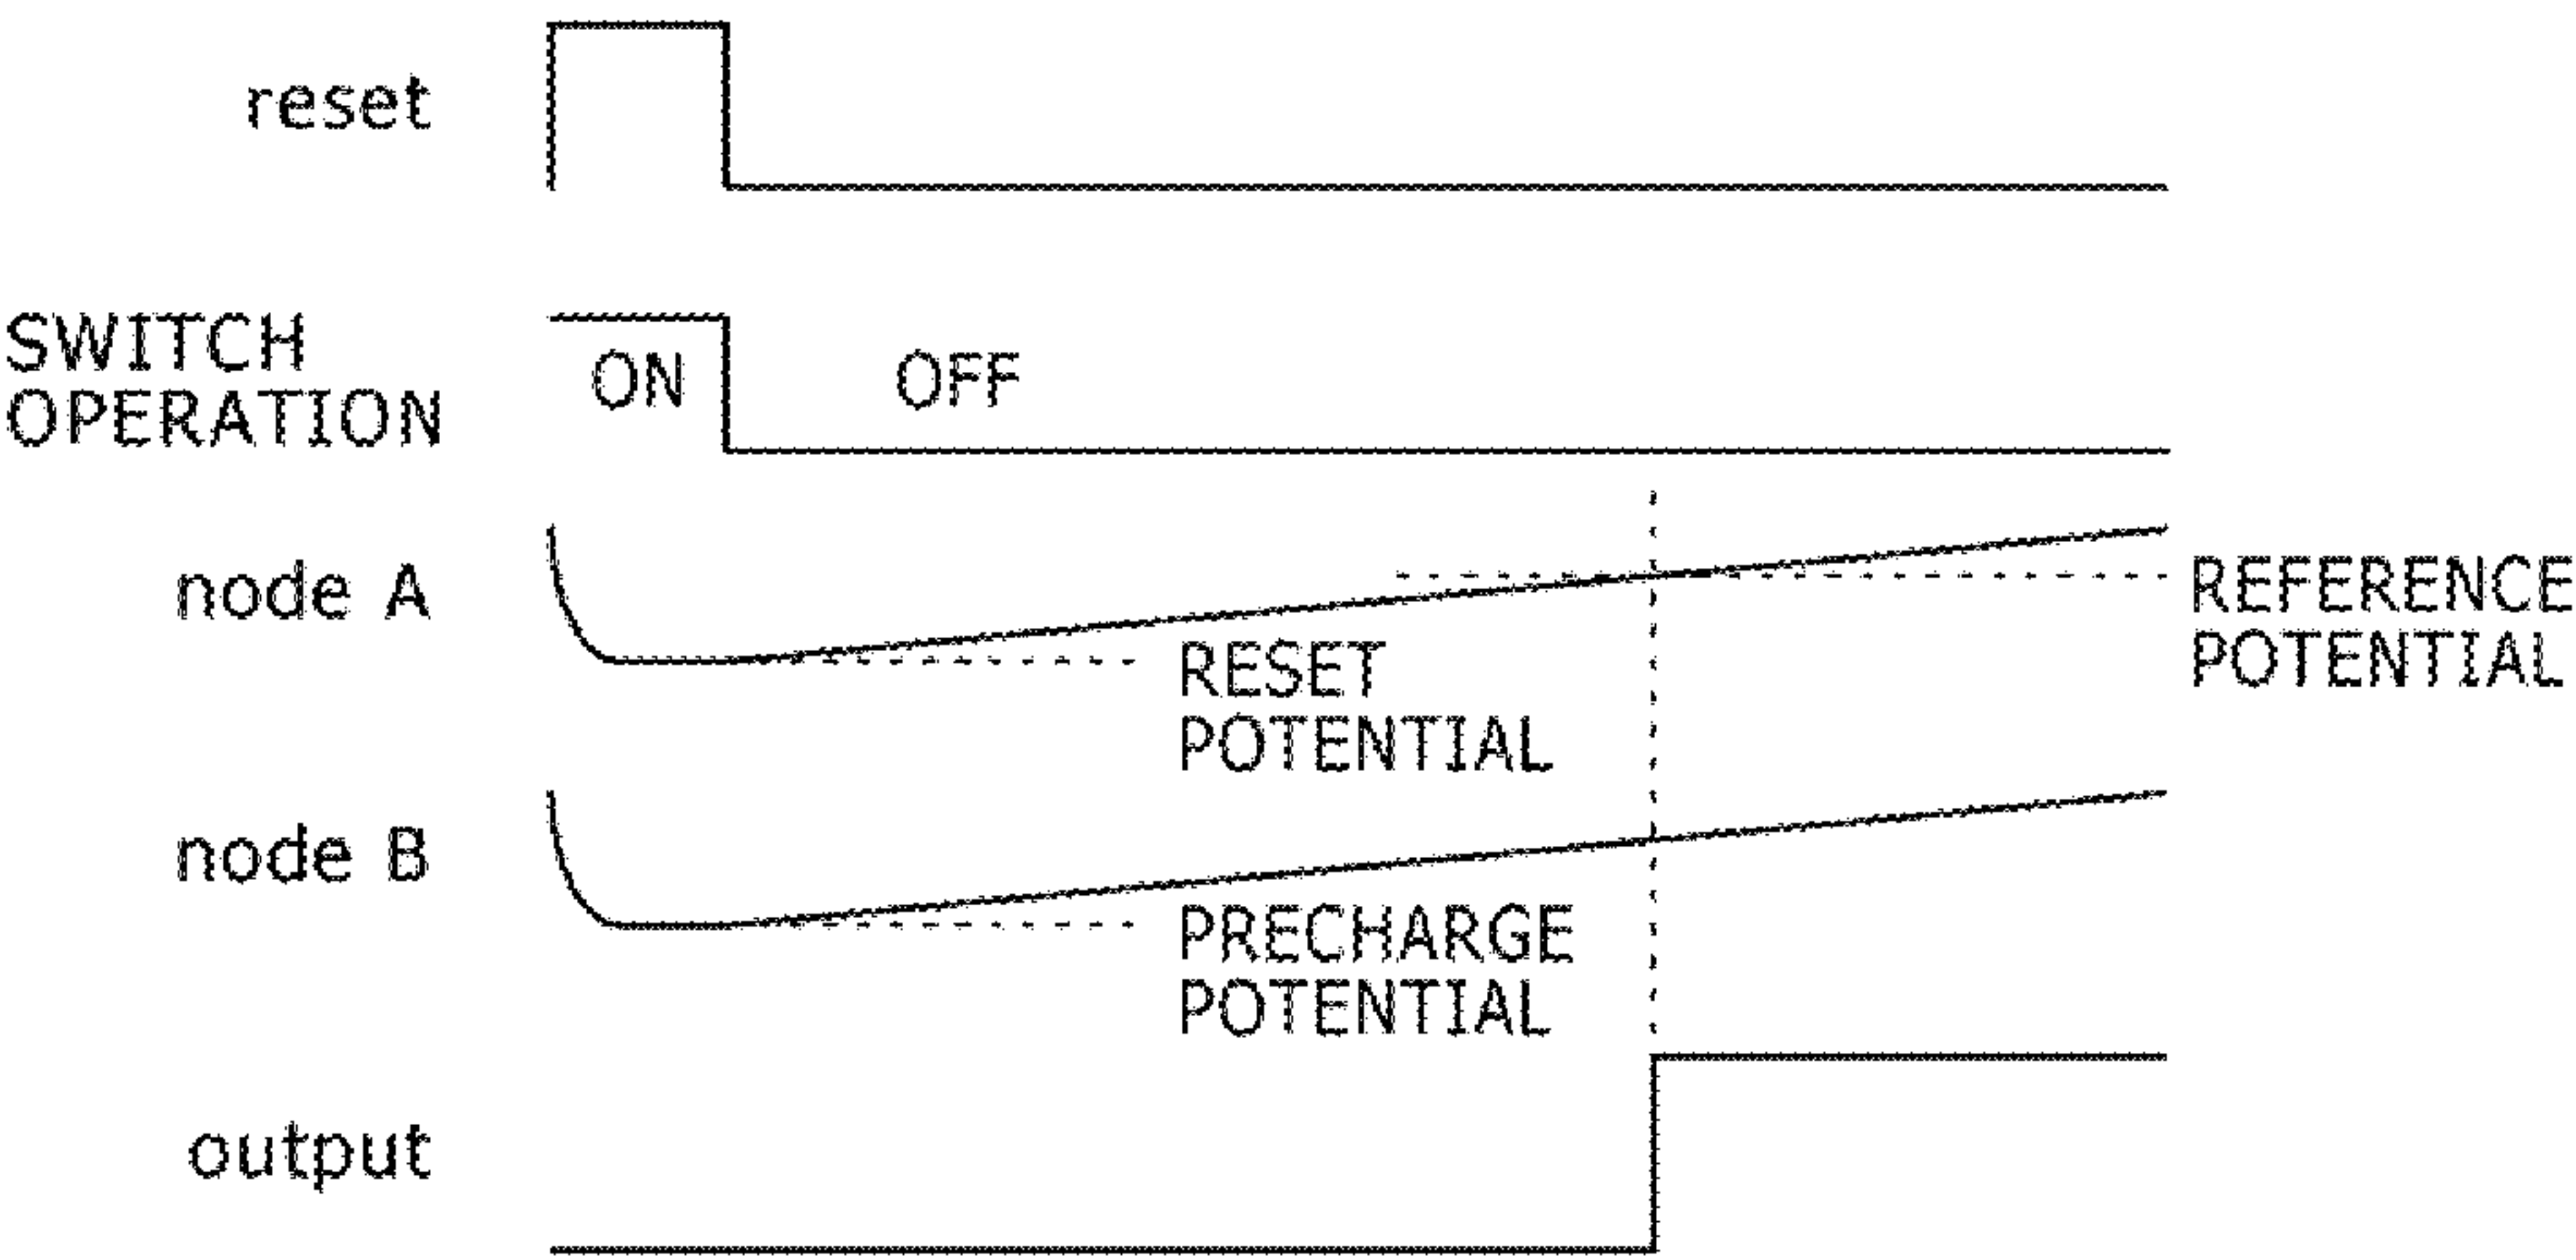 reset
SWITCH
OPERATION
ON
OFF
node A
REFERENCE
POTENTIAL
RESET
POTENTIAL
node B
PRECHARGE
POTENTIAL
output